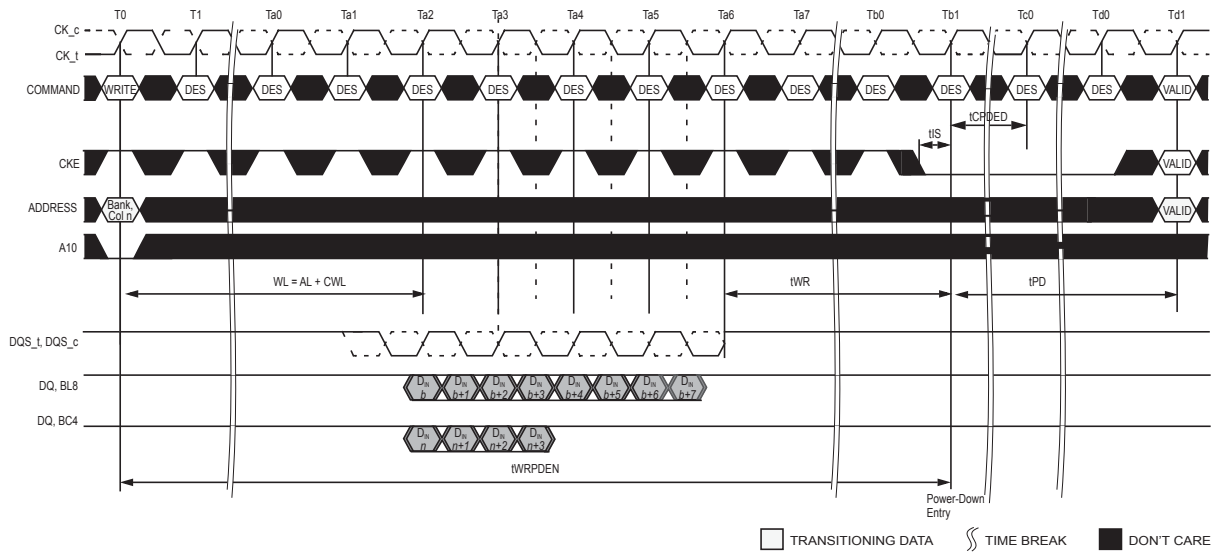 T0 T1 Ta0 Ta1 Ta2 Ta3 Ta4 Ta5 Ta6 Ta7 Tb0 Tb1 Tc0 Td0 Td1
CK_c
CK_t
COMMAND WRITE DES DES DES DES DES DES DES DES DES DES DES DES DES VALID
tCPDED
tIS
CKE VALID
ADDRESS Bank, Col n VALID
A10
WL = AL + CWL tWR tPD
DQS_t, DQS_c
DQ, BL8 DIN b DIN b+1 DIN b+2 DIN b+3 DIN b+4 DIN b+5 DIN b+6 DIN b+7
DQ, BC4 DIN n DIN n+1 DIN n+2 DIN n+3
tWRPDEN
Power-Down
Entry
TRANSITIONING DATA TIME BREAK DON'T CARE